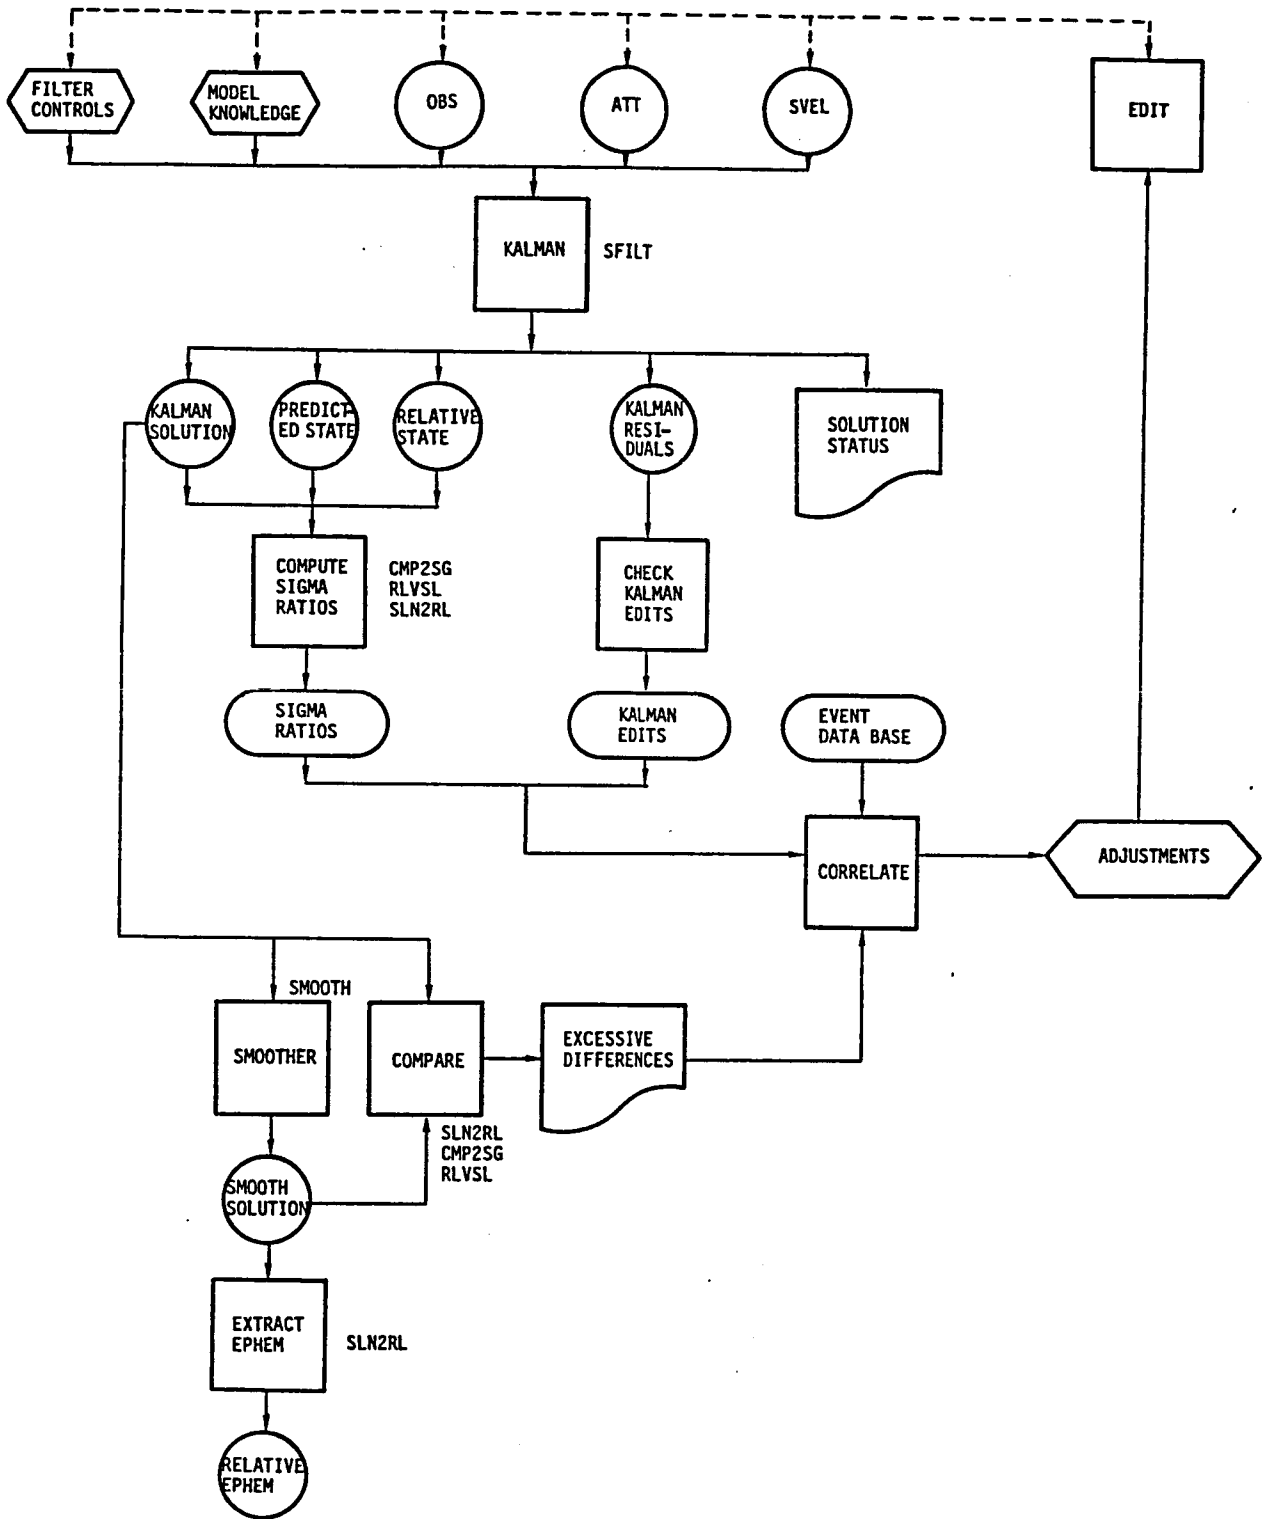 FILTER
CONTROLS
MODEL
KNOWLEDGE
OBS
ATT
SVEL
EDIT
KALMAN
SFILT
KALMAN
SOLUTION
PREDICT-
ED STATE
RELATIVE
STATE
KALMAN
RESI-
DUALS
SOLUTION
STATUS
COMPUTE
SIGMA
RATIOS
CMP2SG
RLVSL
SLN2RL
CHECK
KALMAN
EDITS
SIGMA
RATIOS
KALMAN
EDITS
EVENT
DATA BASE
CORRELATE
ADJUSTMENTS
SMOOTH
SMOOTHER
COMPARE
EXCESSIVE
DIFFERENCES
SLN2RL
CMP2SG
RLVSL
SMOOTH
SOLUTION
EXTRACT
EPHEM
SLN2RL
RELATIVE
EPHEM